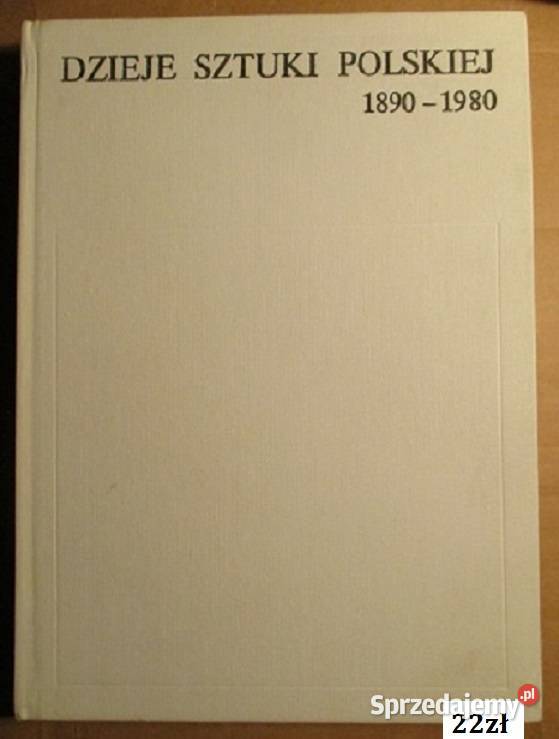 DZIEJE SZTUKI POLSKIEJ
1890-1980
Sprzedajemy.pl
22zł